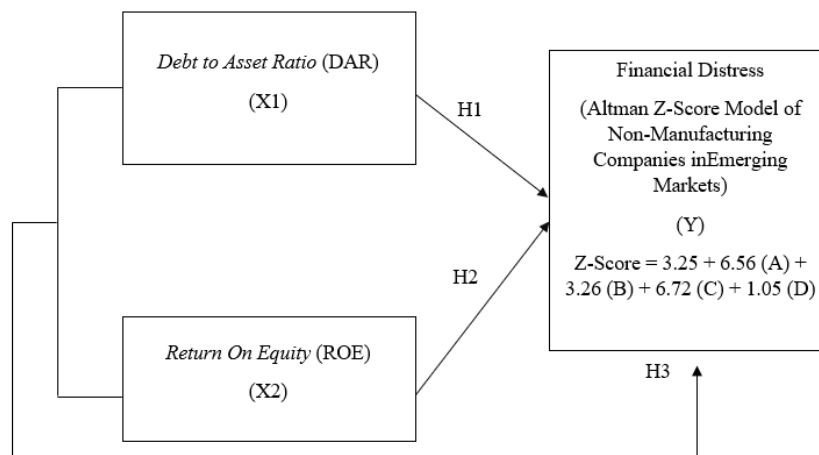 Debt to Asset Ratio (DAR)
(X1)
H1
Financial Distress
(Altman Z-Score Model of
Non-Manufacturing
Companies inEmerging
Markets)
(Y)
Z-Score = 3.25 + 6.56 (A) +
3.26 (B) + 6.72 (C) + 1.05 (D)
H2
Return On Equity (ROE)
(X2)
H3